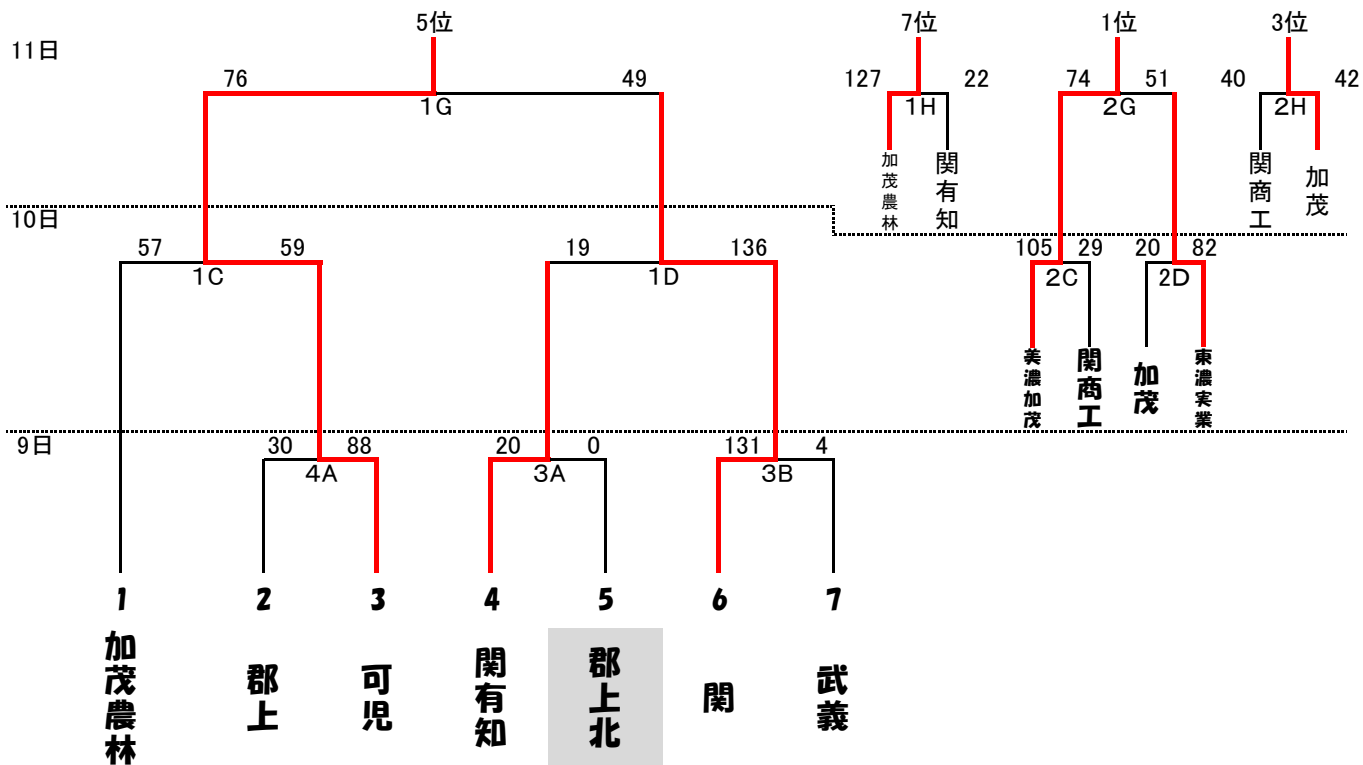 5位 7位 1位 3位
11日
76 49 127 22 74 51 40 42
1G 1H 2G 2H
加茂農林 関有知 関商工 加茂
10日
57 59 19 136 105 29 20 82
1C 1D 2C 2D
美濃加茂 関商工 加茂 東濃実業
9日
30 88 20 0 131 4
4A 3A 3B
1 2 3 4 5 6 7
加茂農林 郡上 可児 関有知 郡上北 関 武義